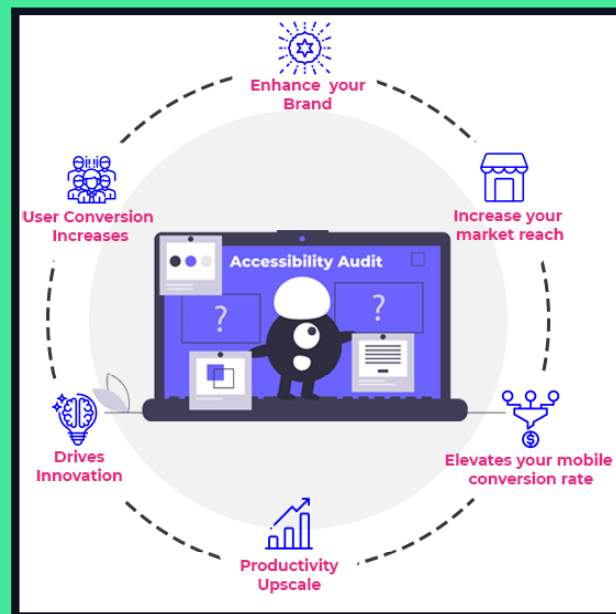 Enhance your
Brand
User Conversion
Increases
Increase your
market reach
Accessibility Audit
?
?
Drives
Innovation
$
Elevates your mobile
conversion rate
Productivity
Upscale